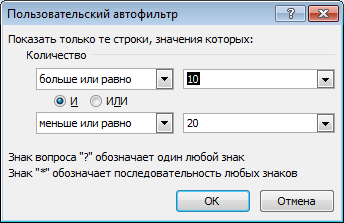 Пользовательский автофильтр
Показать только те строки, значения которых:
Количество
больше или равно 10
И ИЛИ
меньше или равно 20
Знак вопроса "?" обозначает один любой знак
Знак "*" обозначает последовательность любых знаков
ОК Отмена